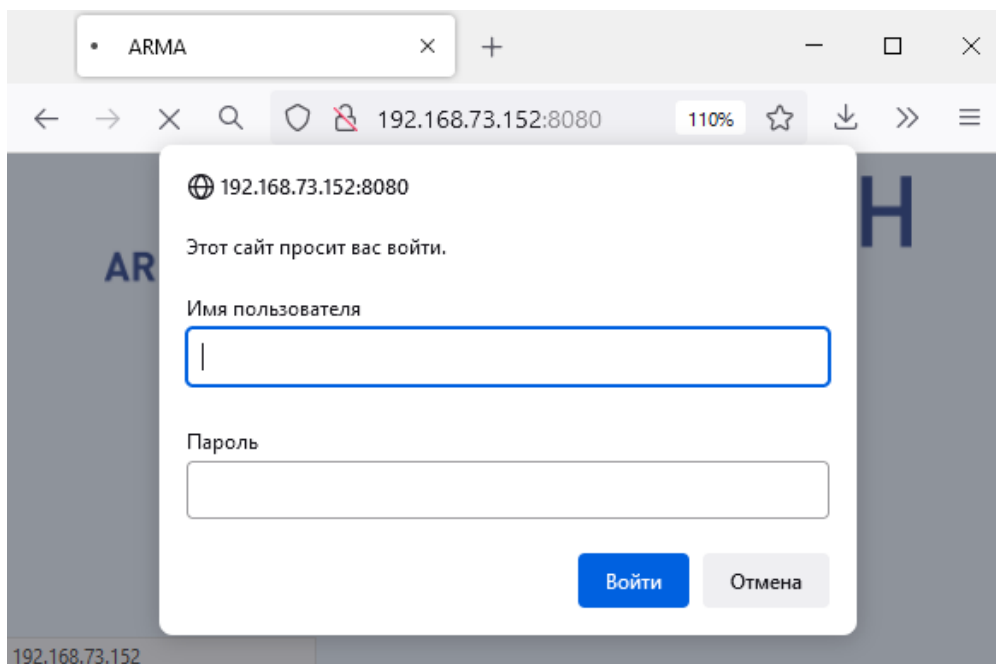 ARMA
192.168.73.152:8080
110%
192.168.73.152:8080
Этот сайт просит вас войти.
AR
H
Имя пользователя
Пароль
Войти
Отмена
192.168.73.152